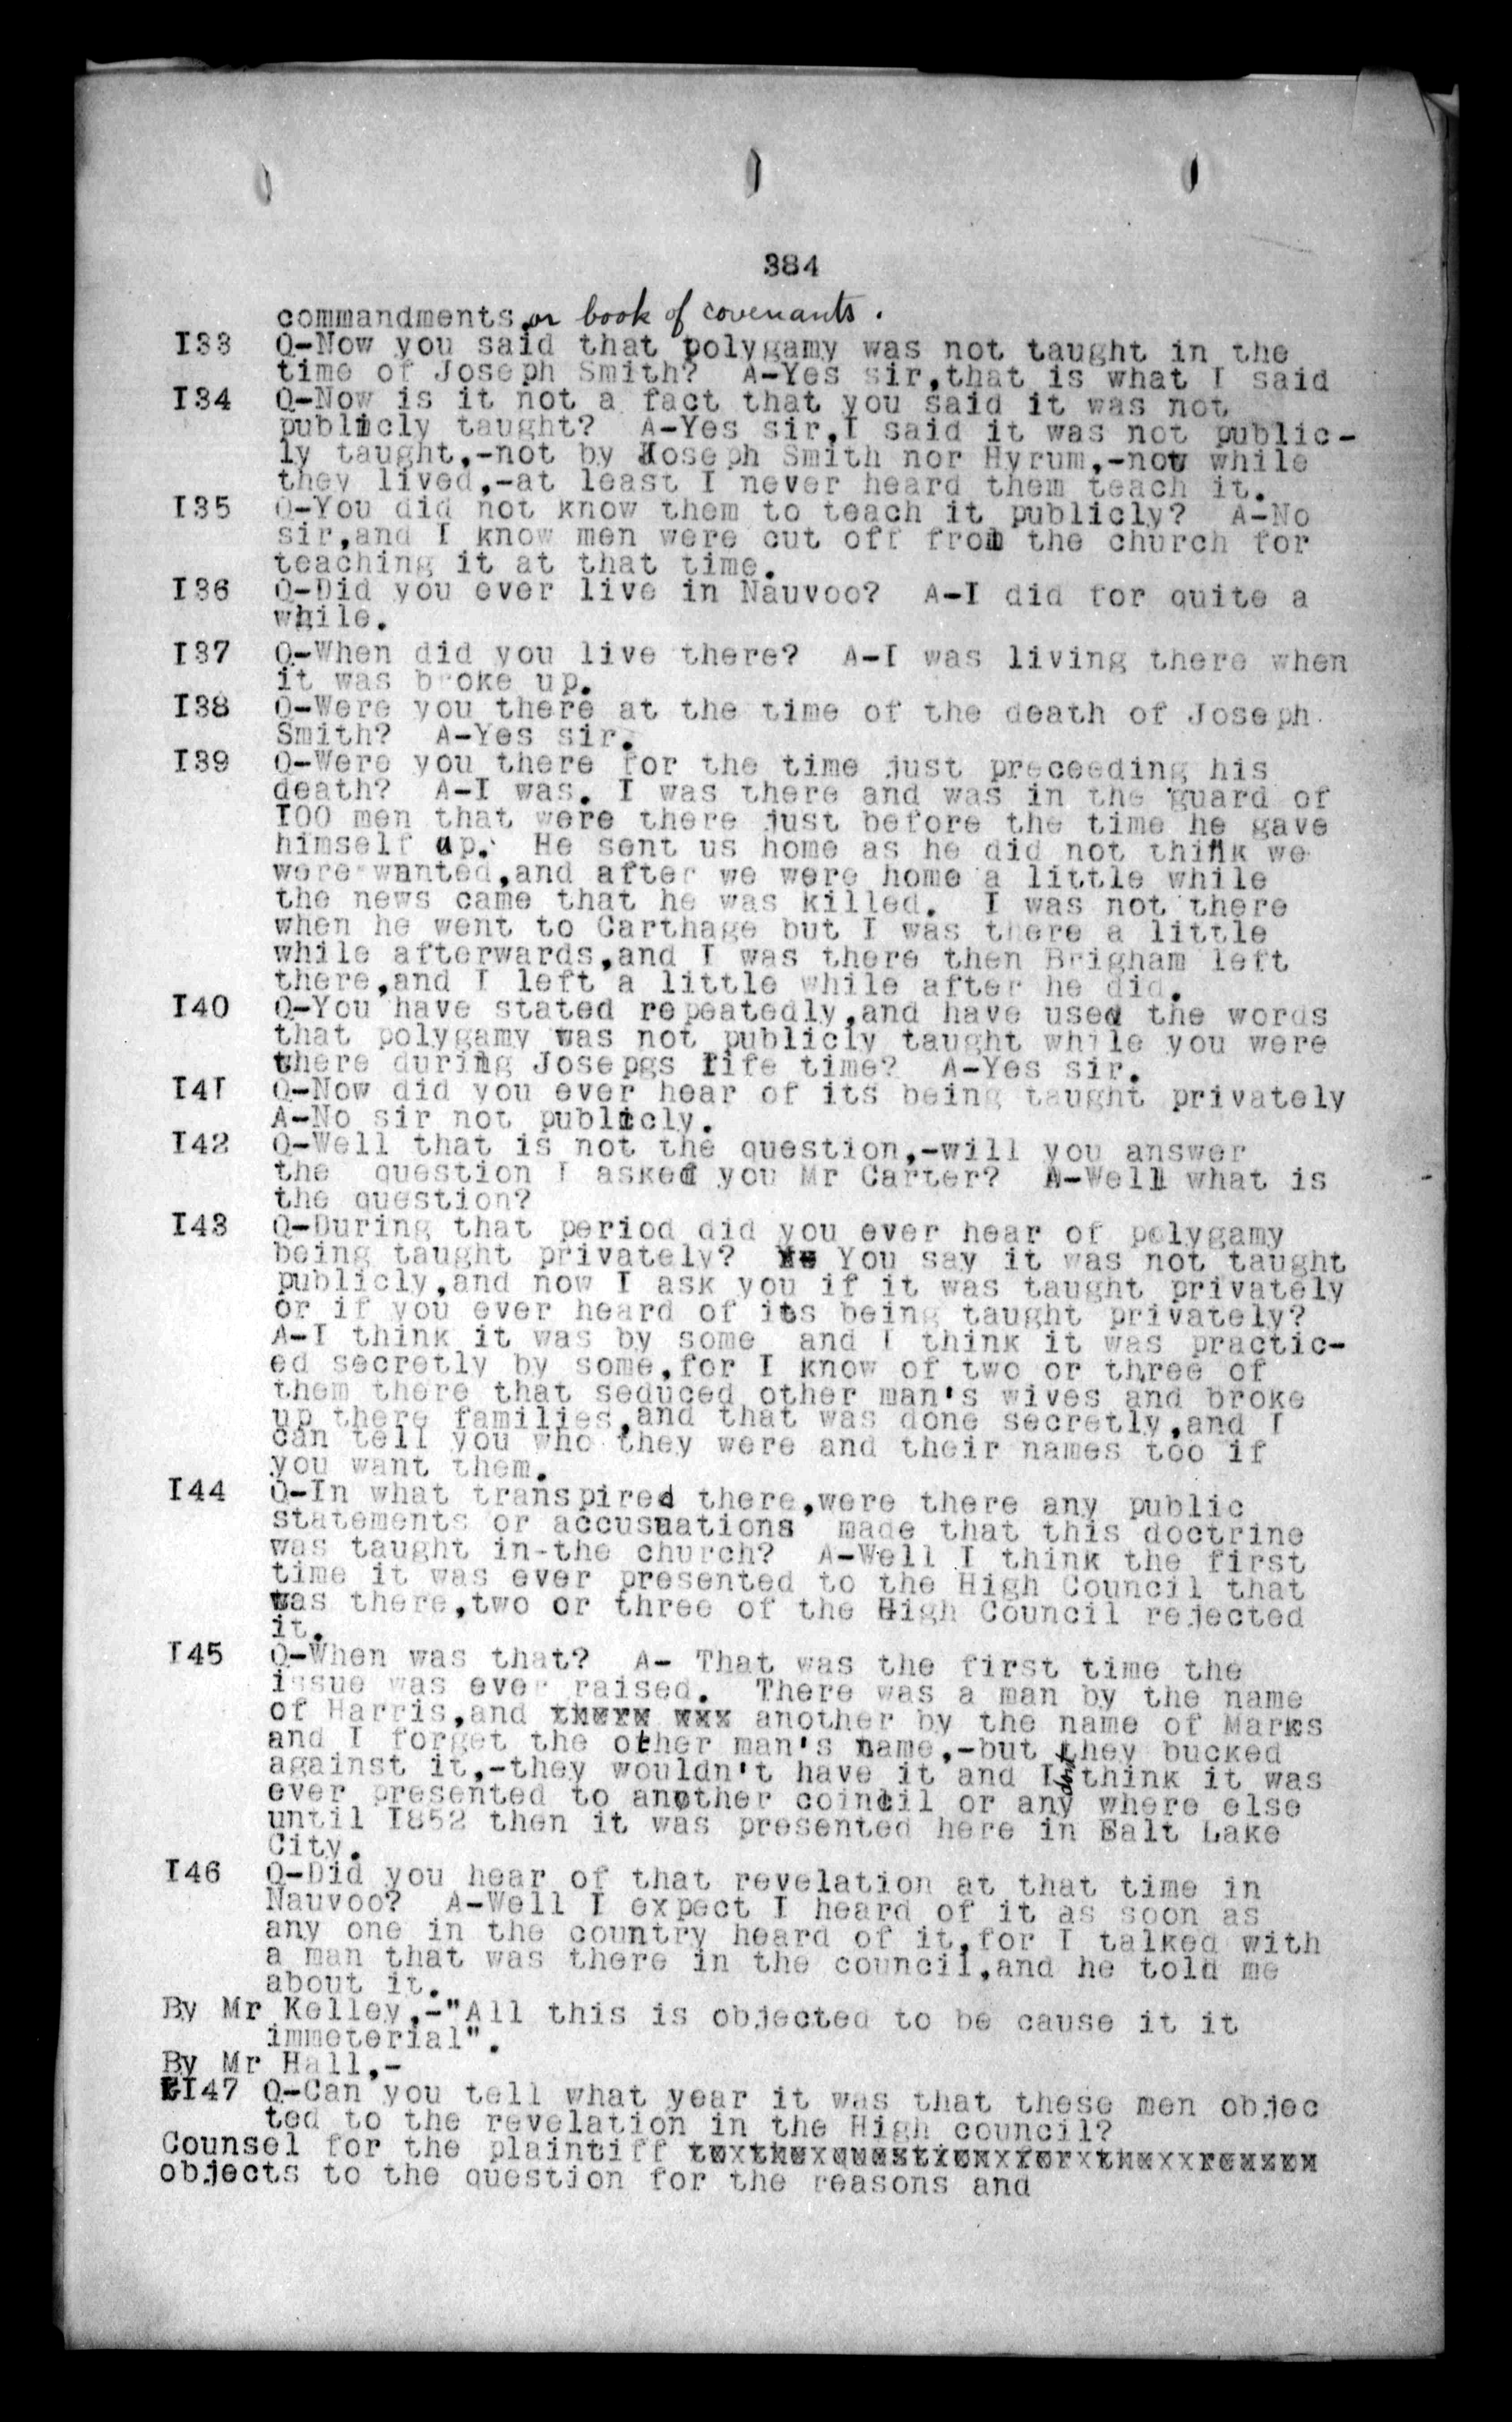 384
commandments,or book of covenants.
I33 Q-Now you said that polygamy was not taught in the
time of Joseph Smith? A-Yes sir,that is what I said
I34 Q-Now is it not a fact that you said it was not
publicly taught? A-Yes sir,I said it was not public-
ly taught,-not by Joseph Smith nor Hyrum,-not while
they lived,-at least I never heard them teach it.
I35 Q-You did not know them to teach it publicly? A-No
sir,and I know men were cut off from the church for
teaching it at that time.
I36 Q-Did you ever live in Nauvoo? A-I did for quite a
while.
I37 Q-When did you live there? A-I was living there when
it was broke up.
I38 Q-Were you there at the time of the death of Joseph
Smith? A-Yes sir.
I39 Q-Were you there for the time just preceeding his
death? A-I was. I was there and was in the guard of
I00 men that were there just before the time he gave
himself up. He sent us home as he did not think we
were wanted,and after we were home a little while
the news came that he was killed. I was not there
when he went to Carthage but I was there a little
while afterwards,and I was there then Brigham left
there,and I left a little while after he did.
I40 Q-You have stated repeatedly,and have used the words
that polygamy was not publicly taught while you were
there during Josepgs life time? A-Yes sir.
I4I Q-Now did you ever hear of its being taught privately
A-No sir not publicly.
I42 Q-Well that is not the question,-will you answer
the question I asked you Mr Carter? A-Well what is
the question?
I43 Q-During that period did you ever hear of polygamy
being taught privately? You say it was not taught
publicly,and now I ask you if it was taught privately
or if you ever heard of its being taught privately?
A-I think it was by some and I think it was practic-
ed secretly by some,for I know of two or three of
them there that seduced other man's wives and broke
up there families,and that was done secretly,and I
can tell you who they were and their names too if
you want them.
I44 Q-In what transpired there,were there any public
statements or accusuations made that this doctrine
was taught in-the church? A-Well I think the first
time it was ever presented to the High Council that
was there,two or three of the High Council rejected
it.
I45 Q-When was that? A- That was the first time the
issue was ever raised. There was a man by the name
of Harris,and another by the name of Marks
and I forget the other man's name,-but they bucked
against it,-they wouldn't have it and I dont think it was
ever presented to another coincil or any where else
until I852 then it was presented here in Salt Lake
City.
I46 Q-Did you hear of that revelation at that time in
Nauvoo? A-Well I expect I heard of it as soon as
any one in the country heard of it,for I talked with
a man that was there in the council,and he told me
about it.
By Mr Kelley,-"All this is objected to be cause it it
immeterial".
By Mr Hall,-
I47 Q-Can you tell what year it was that these men objec
ted to the revelation in the High council?
Counsel for the plaintiff
objects to the question for the reasons and